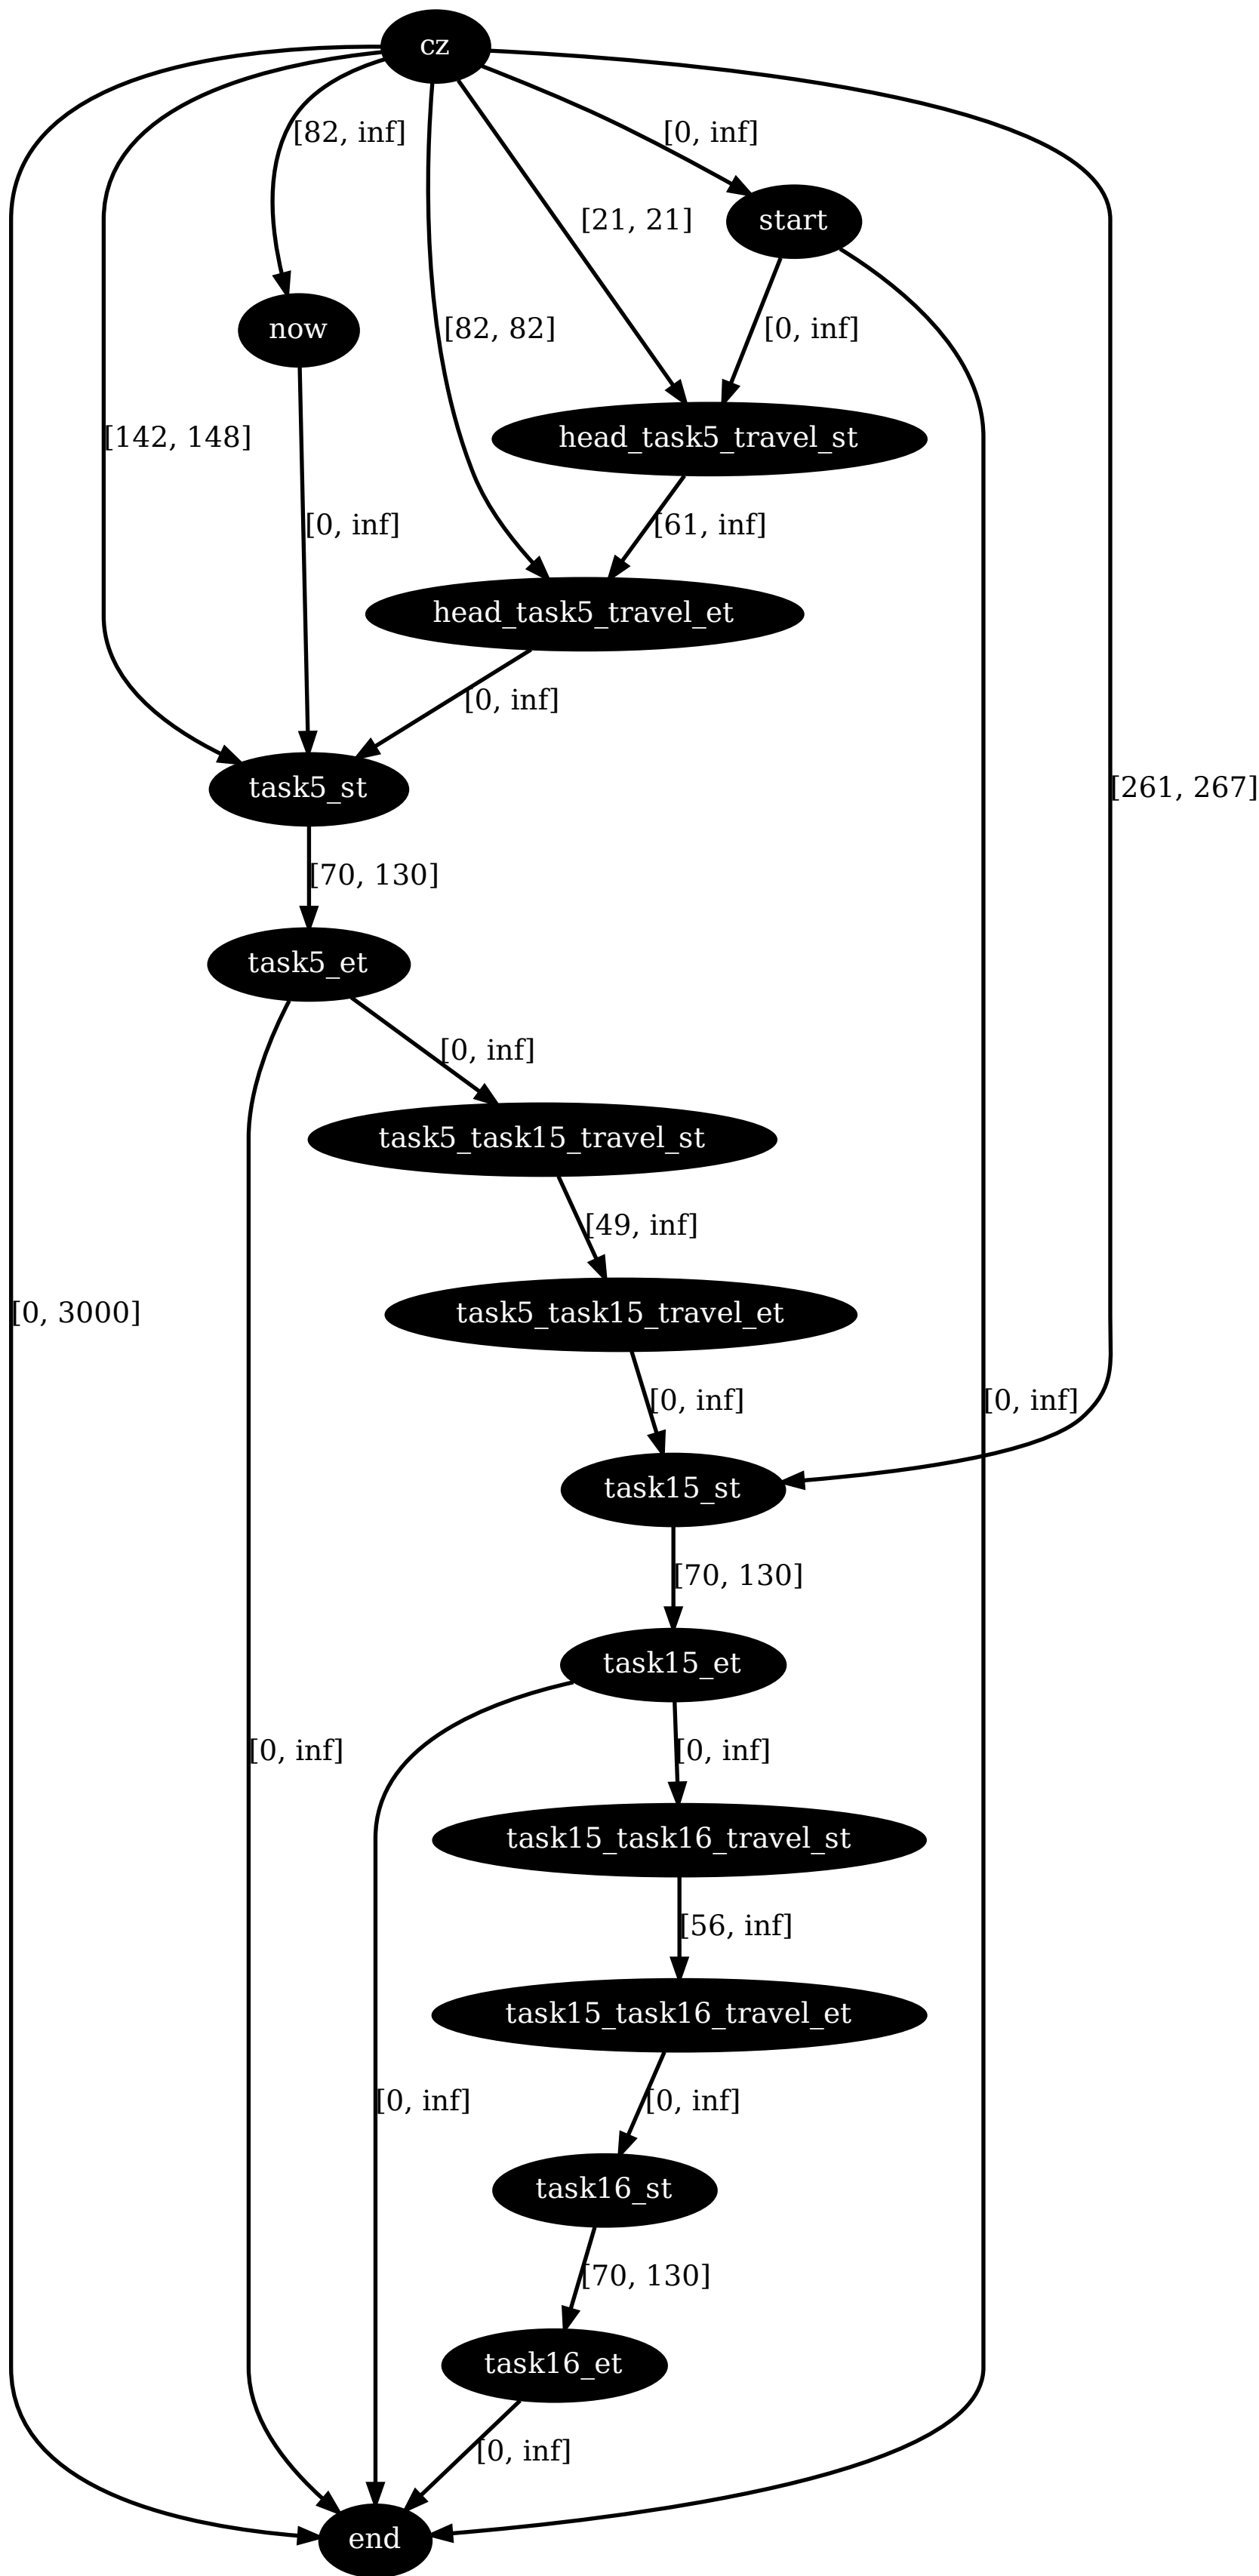 cz
[82, inf]
[0, inf]
start
[21, 21]
now
[82, 82]
[0, inf]
head_task5_travel_st
[142, 148]
[0, inf]
[61, inf]
head_task5_travel_et
[0, inf]
task5_st
[261, 267]
[70, 130]
task5_et
[0, inf]
task5_task15_travel_st
[49, inf]
task5_task15_travel_et
[0, 3000]
[0, inf]
[0, inf]
task15_st
[70, 130]
task15_et
[0, inf]
[0, inf]
task15_task16_travel_st
[56, inf]
task15_task16_travel_et
[0, inf]
[0, inf]
task16_st
[70, 130]
task16_et
[0, inf]
end